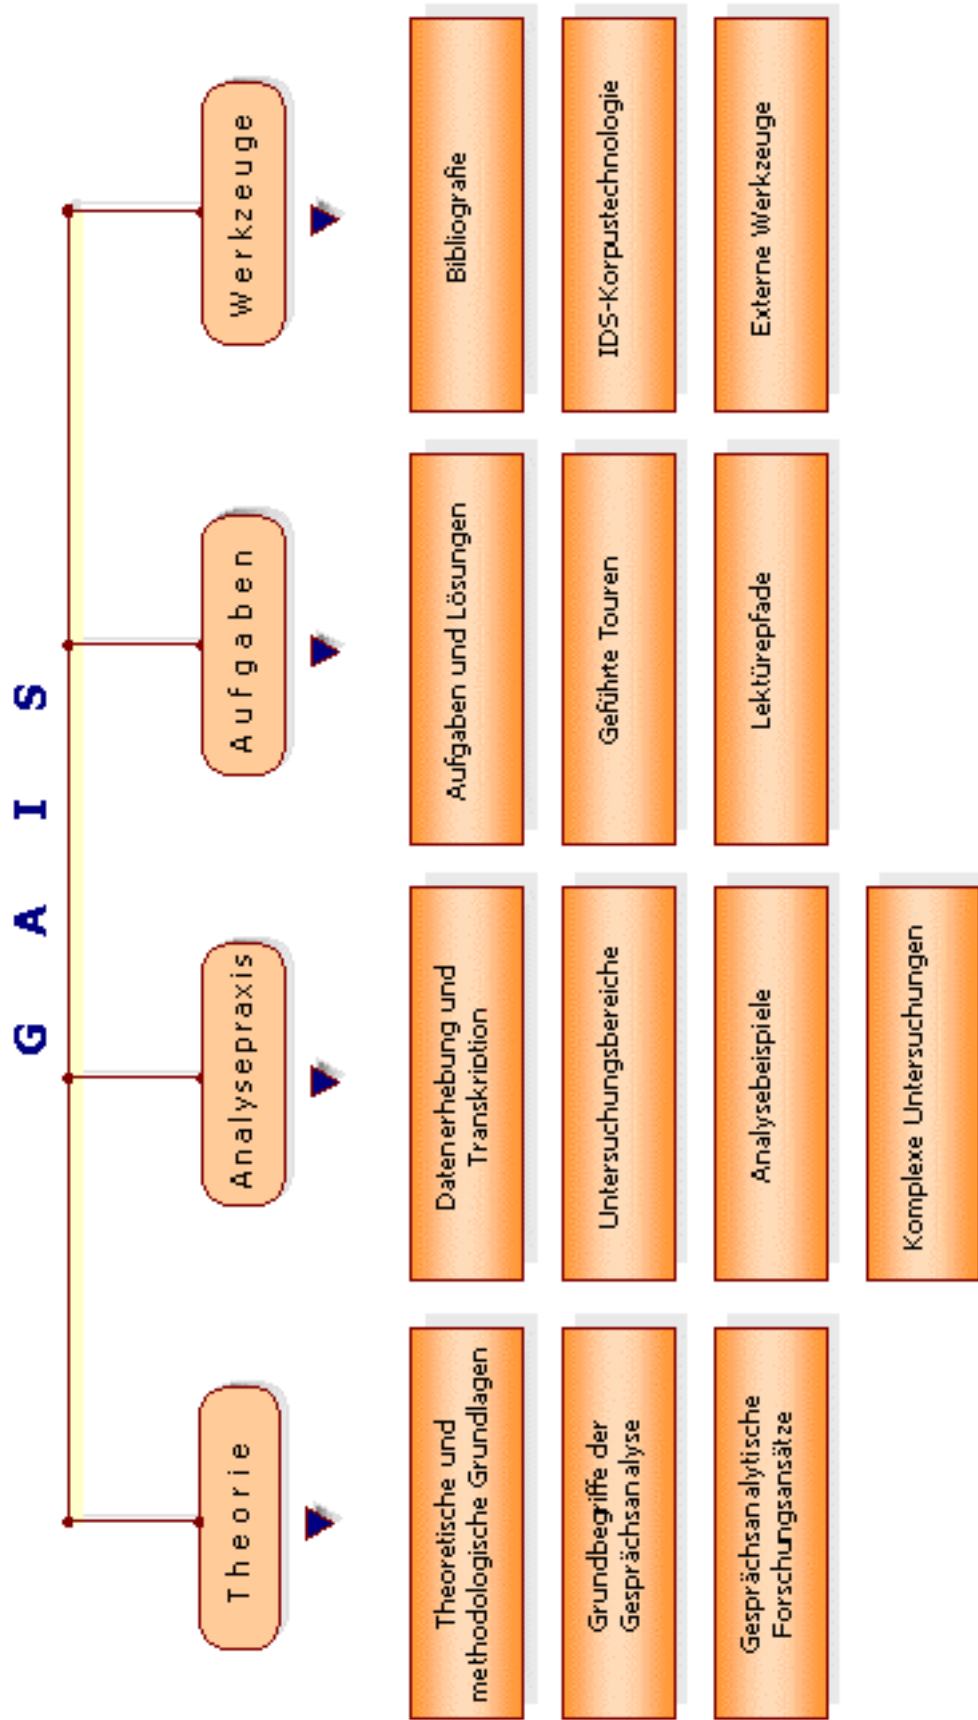 G A I S
Theorie
Analysepraxis
Aufgaben
Werkzeuge
Theoretische und
methodologische Grundlagen
Grundbegriffe der
Gesprächsanalyse
Gesprächsanalytische
Forschungsansätze
Datenerhebung und
Transkription
Untersuchungsbereiche
Analysebeispiele
Komplexe Untersuchungen
Aufgaben und Lösungen
Geführte Touren
Lektürepfade
Bibliografie
IDS-Korpustechnologie
Externe Werkzeuge